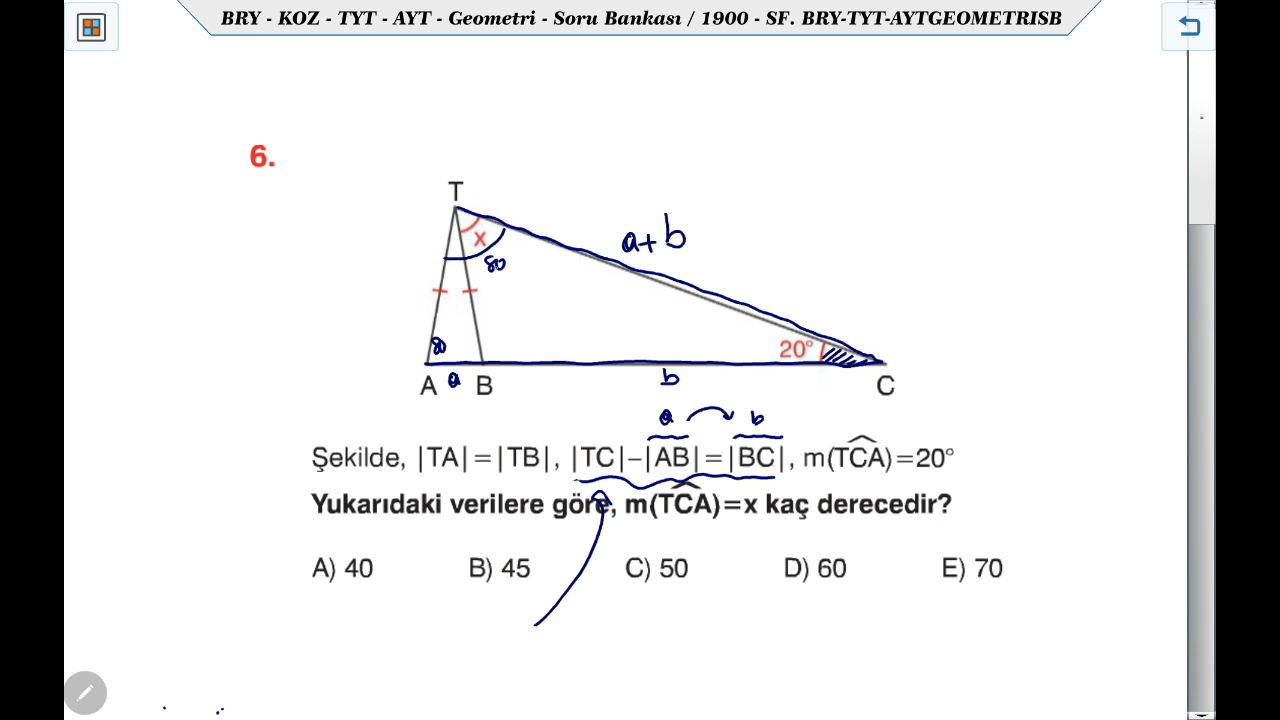 BRY - KOZ - TYT - AYT - Geometri - Soru Bankası / 1900 - SF. BRY-TYT-AYTGEOMETRISB
6.
T
a+b
x
80
80
20°
A a B b C
a b
Şekilde, |TA|=|TB|, |TC|−|AB|=|BC|, m(TCA)=20°
Yukarıdaki verilere göre, m(TCA)=x kaç derecedir?
A) 40 B) 45 C) 50 D) 60 E) 70